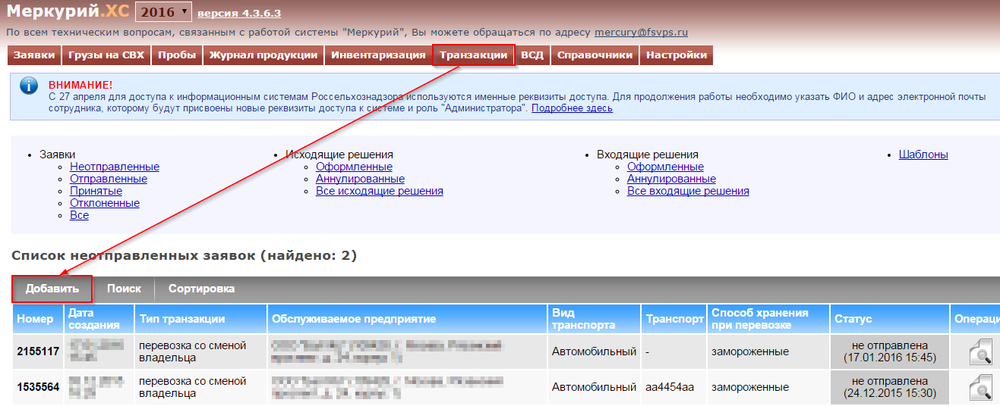 Меркурий.ХС 2016 версия 4.3.6.3
По всем техническим вопросам, связанным с работой системы "Меркурий", Вы можете обращаться по адресу mercury@fsvps.ru
Заявки Грузы на СВХ Пробы Журнал продукции Инвентаризация Транзакции ВСД Справочники Настройки
ВНИМАНИЕ!
С 27 апреля для доступа к информационным системам Россельхознадзора используются именные реквизиты доступа. Для продолжения работы необходимо указать ФИО и адрес электронной почты
сотрудника, которому будут присвоены новые реквизиты доступа к системе и роль "Администратора". Подробнее здесь
Заявки
Неотправленные
Отправленные
Принятые
Отклоненные
Все
Исходящие решения
Оформленные
Аннулированные
Все исходящие решения
Входящие решения
Оформленные
Аннулированные
Все входящие решения
Шаблоны
Список неотправленных заявок (найдено: 2)
Добавить Поиск Сортировка
Номер Дата создания Тип транзакции Обслуживаемое предприятие Вид транспорта Транспорт Способ хранения при перевозке Статус Операци
2155117 перевозка со сменой владельца Автомобильный - замороженные не отправлена (17.01.2016 15:45)
1535564 перевозка со сменой владельца Автомобильный аа4454аа замороженные не отправлена (24.12.2015 15:30)